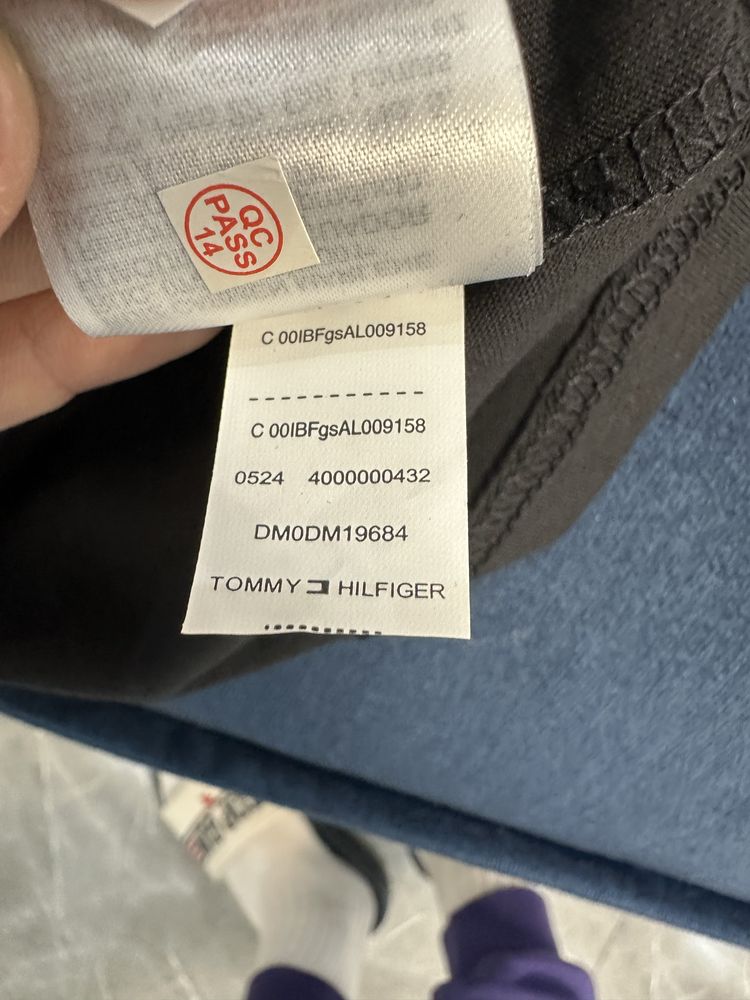 QC
PASS
14
C 00IBFgsAL009158
C 00IBFgsAL009158
0524 4000000432
DM0DM19684
TOMMY HILFIGER